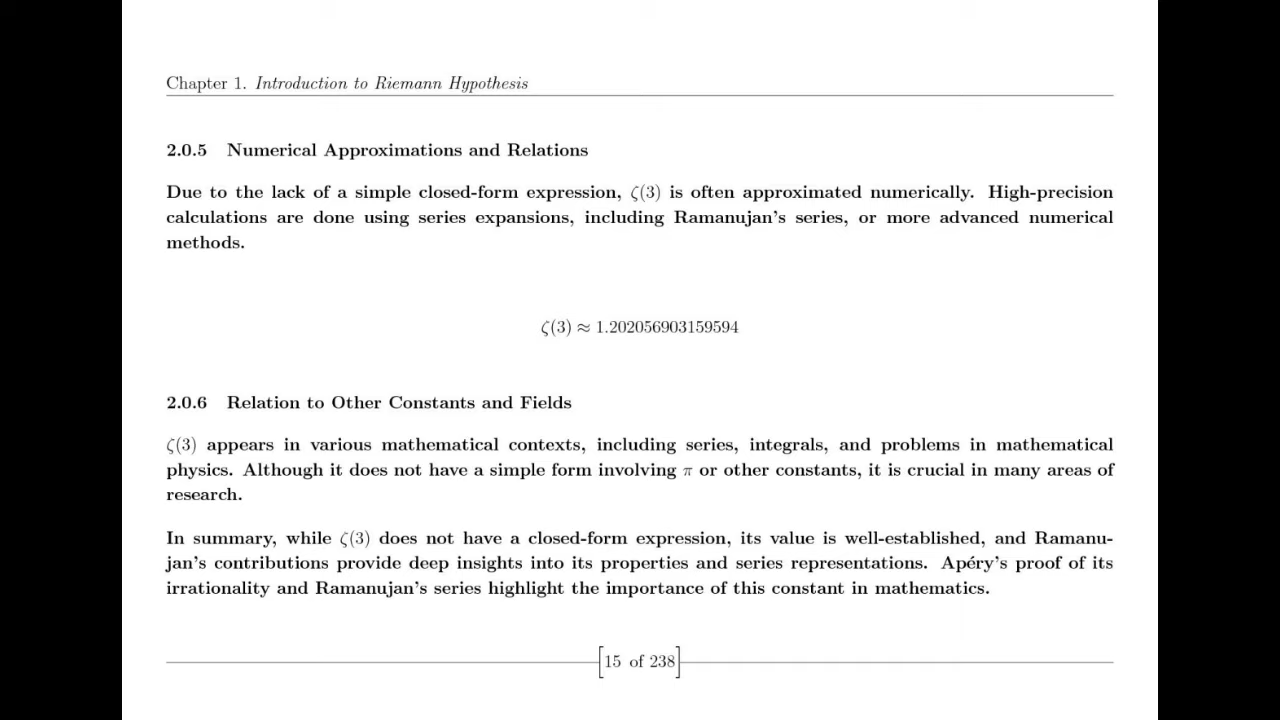 Chapter 1. Introduction to Riemann Hypothesis
2.0.5 Numerical Approximations and Relations
Due to the lack of a simple closed-form expression, ζ(3) is often approximated numerically. High-precision
calculations are done using series expansions, including Ramanujan's series, or more advanced numerical
methods.
ζ(3) ≈ 1.202056903159594
2.0.6 Relation to Other Constants and Fields
ζ(3) appears in various mathematical contexts, including series, integrals, and problems in mathematical
physics. Although it does not have a simple form involving π or other constants, it is crucial in many areas of
research.
In summary, while ζ(3) does not have a closed-form expression, its value is well-established, and Ramanu-
jan's contributions provide deep insights into its properties and series representations. Apéry's proof of its
irrationality and Ramanujan's series highlight the importance of this constant in mathematics.
[15 of 238]